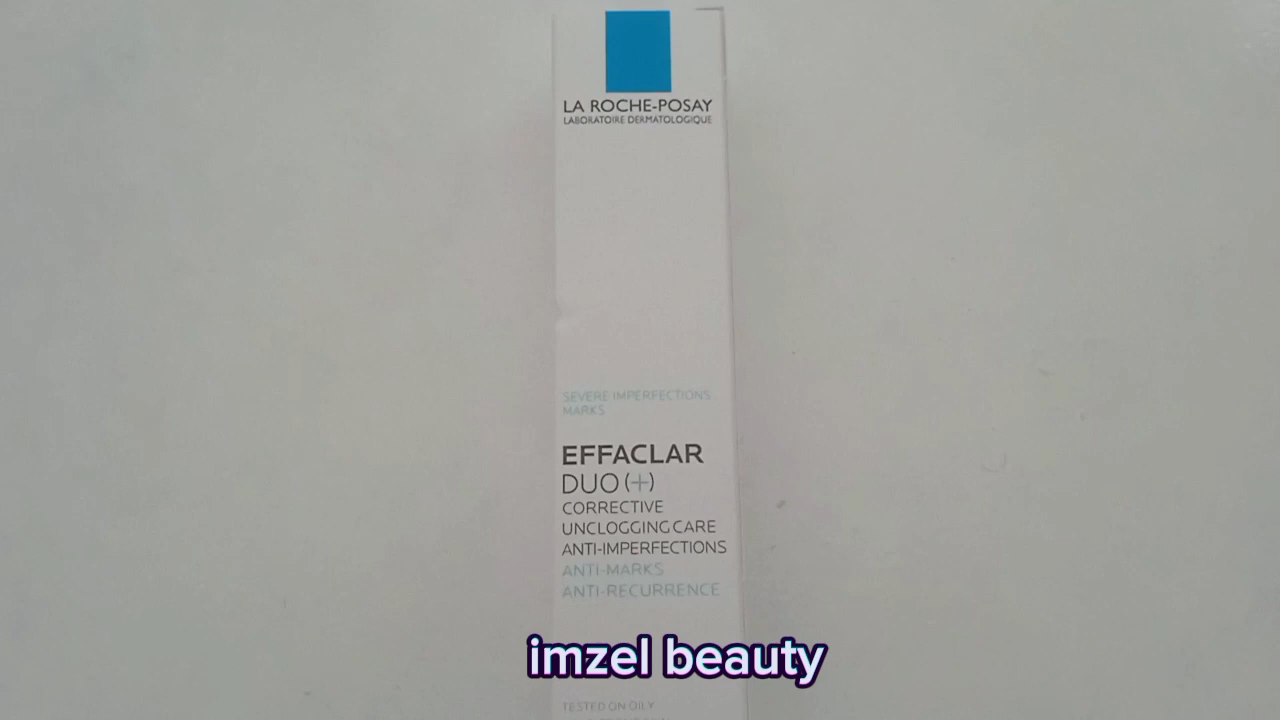 LA ROCHE-POSAY
LABORATOIRE DERMATOLOGIQUE
SEVERE IMPERFECTIONS
MARKS
EFFACLAR
DUO (+)
CORRECTIVE
UNCLOGGING CARE
ANTI-IMPERFECTIONS
ANTI-MARKS
ANTI-RECURRENCE
imzel beauty
TESTED ON OILY